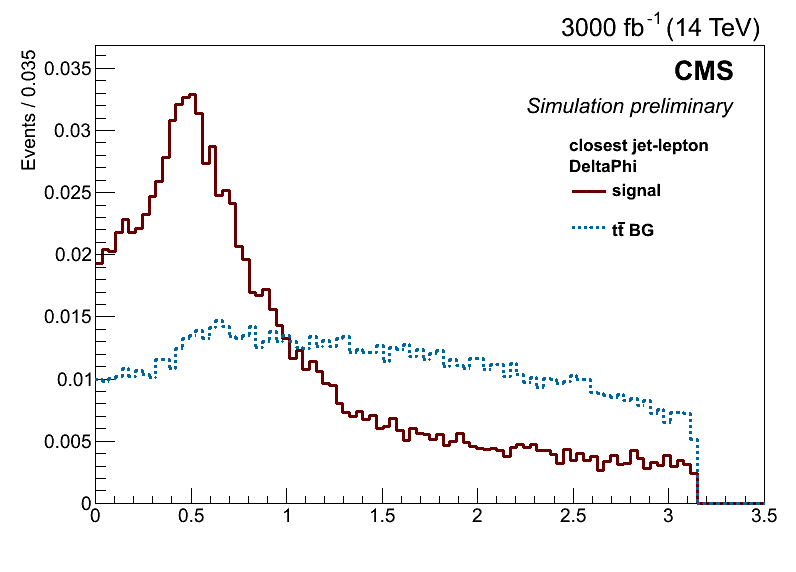 3000 fb⁻¹ (14 TeV)
Events / 0.035
CMS
Simulation preliminary
closest jet-lepton
DeltaPhi
signal
tt̄ BG
0.035
0.03
0.025
0.02
0.015
0.01
0.005
0
0 0.5 1 1.5 2 2.5 3 3.5